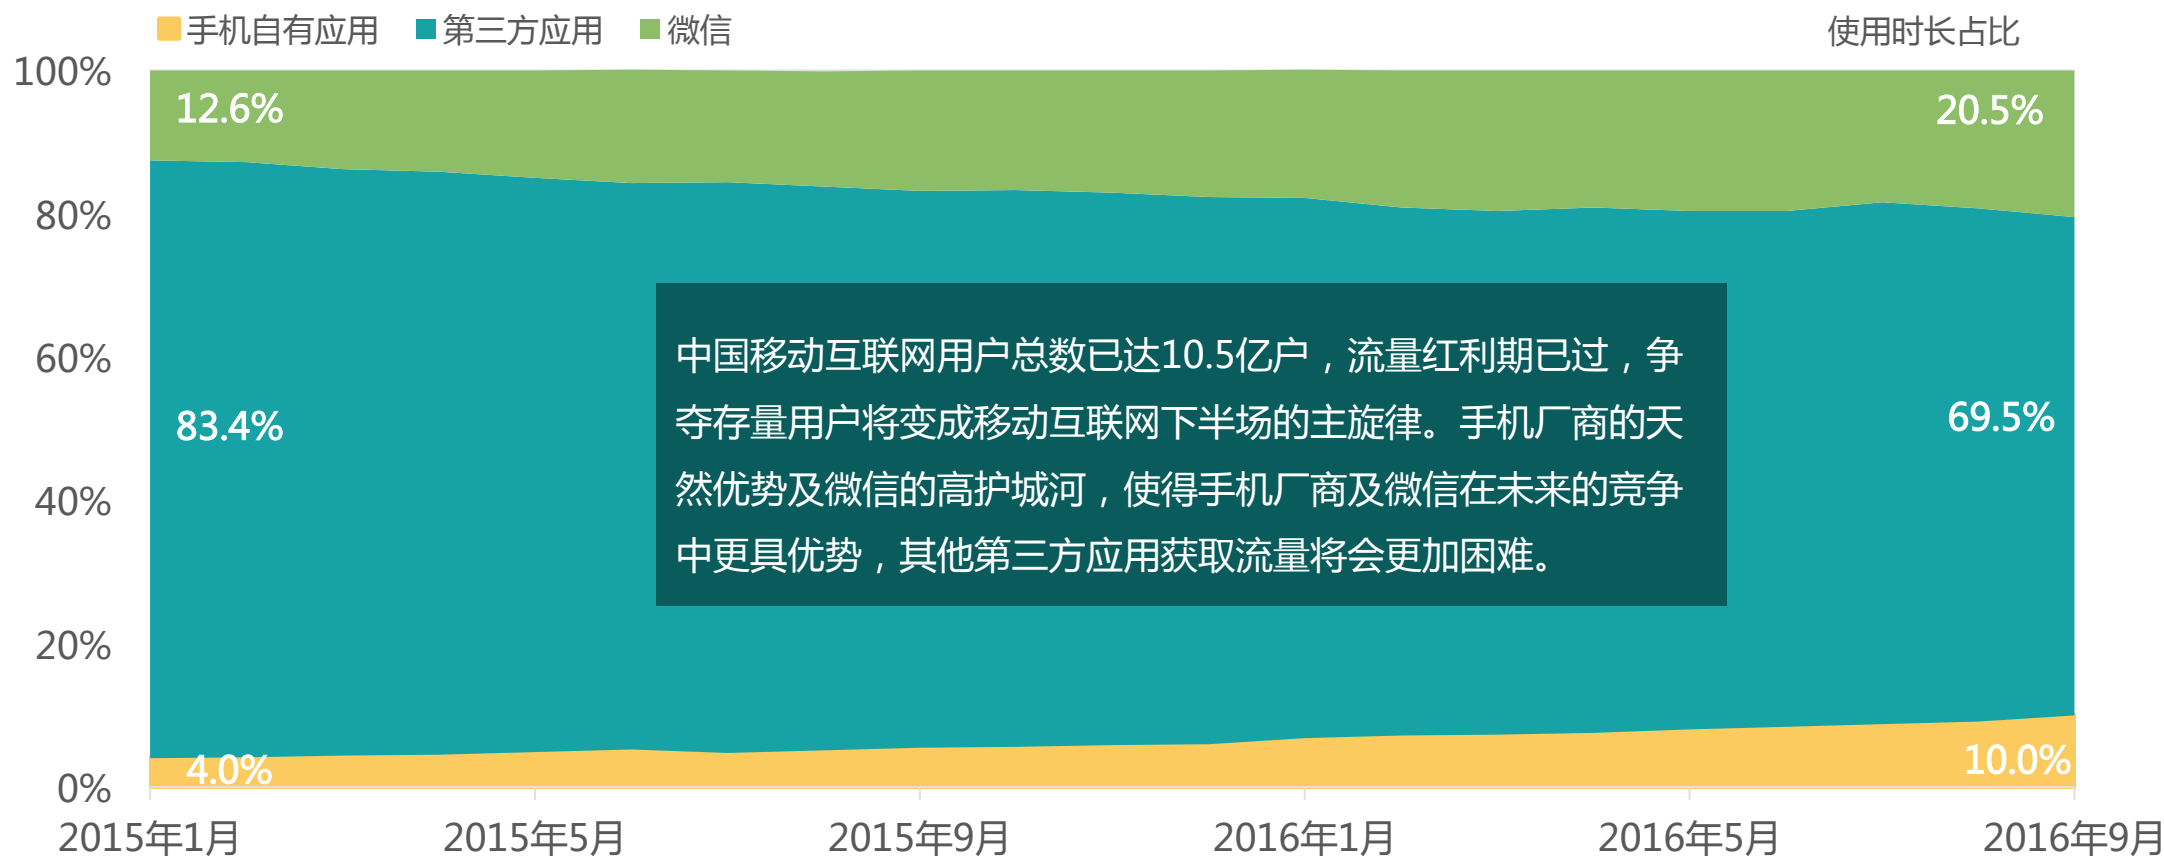 手机自有应用 第三方应用 微信 使用时长占比
100%
12.6% 20.5%
80%
60%
中国移动互联网用户总数已达10.5亿户，流量红利期已过，争
夺存量用户将变成移动互联网下半场的主旋律。手机厂商的天
然优势及微信的高护城河，使得手机厂商及微信在未来的竞争
中更具优势，其他第三方应用获取流量将会更加困难。
83.4% 69.5%
40%
20%
4.0% 10.0%
0%
2015年1月 2015年5月 2015年9月 2016年1月 2016年5月 2016年9月